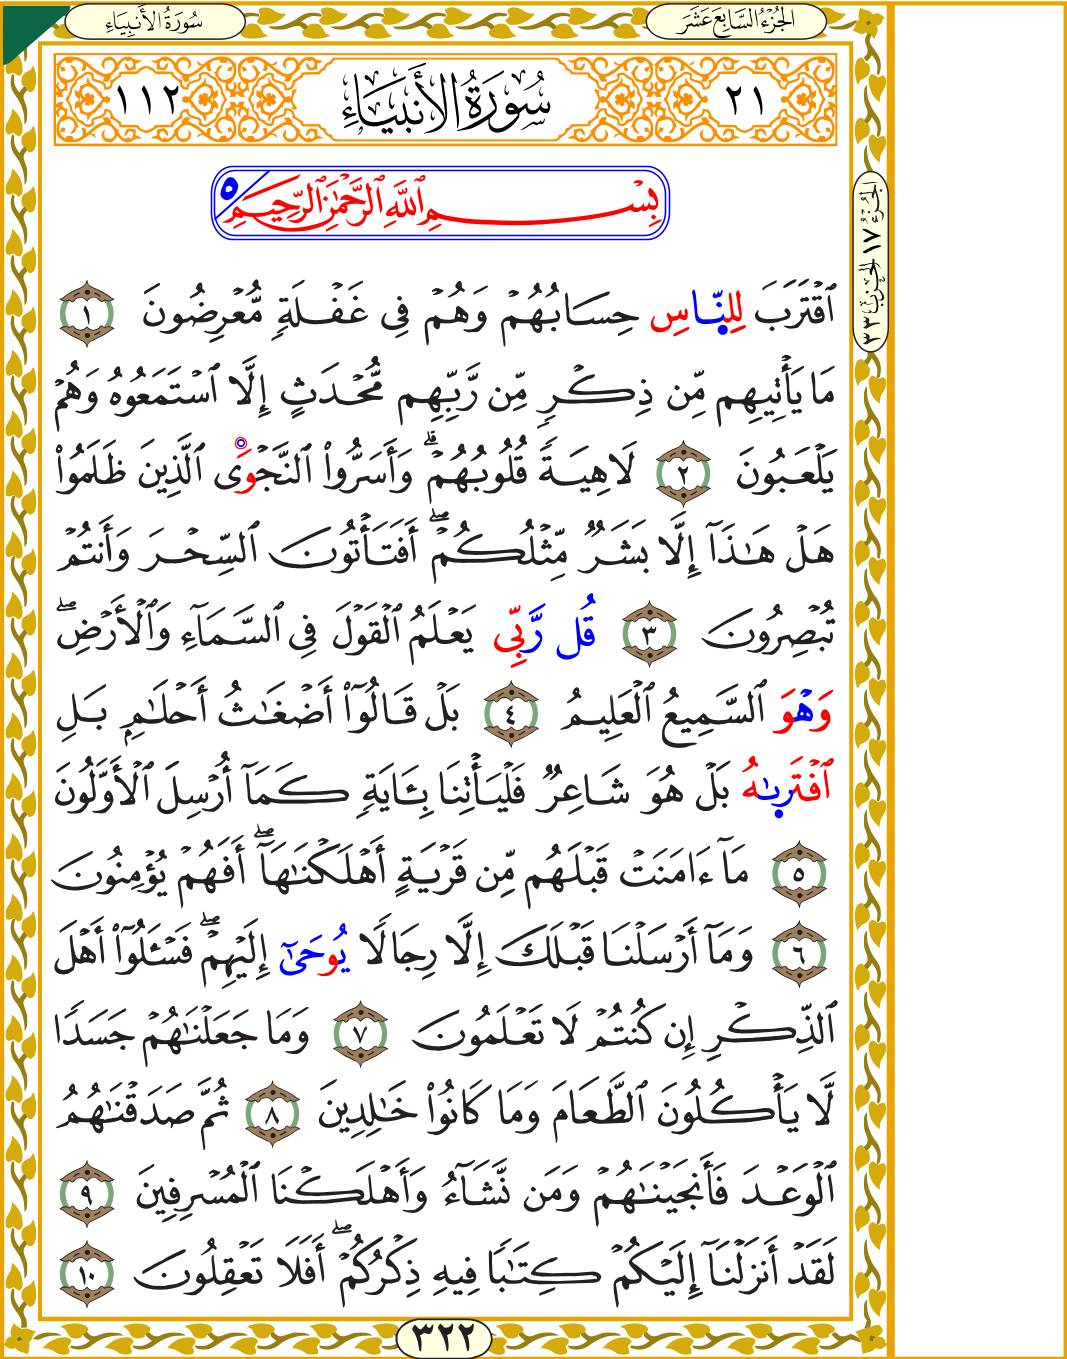 سُورَةُ الأَنبِيَاءِ
الجُزْءُ السَّابِعَ عَشَرَ
٢١ سُورَةُ الأَنبِيَاءِ ١١٢
بِسْمِ ٱللَّهِ ٱلرَّحْمَٰنِ ٱلرَّحِيمِ ٥
الجُزْءُ ١٧ الحِزْبُ ٣٣
ٱقْتَرَبَ لِلنَّاسِ حِسَابُهُمْ وَهُمْ فِى غَفْلَةٍ مُّعْرِضُونَ ١
مَا يَأْتِيهِم مِّن ذِكْرٍ مِّن رَّبِّهِم مُّحْدَثٍ إِلَّا ٱسْتَمَعُوهُ وَهُمْ
يَلْعَبُونَ ٢ لَاهِيَةً قُلُوبُهُمْ ۗ وَأَسَرُّوا۟ ٱلنَّجْوَى ٱلَّذِينَ ظَلَمُوا۟
هَلْ هَٰذَآ إِلَّا بَشَرٌ مِّثْلُكُمْ ۖ أَفَتَأْتُونَ ٱلسِّحْرَ وَأَنتُمْ
تُبْصِرُونَ ٣ قُل رَّبِّى يَعْلَمُ ٱلْقَوْلَ فِى ٱلسَّمَآءِ وَٱلْأَرْضِ ۖ
وَهْوَ ٱلسَّمِيعُ ٱلْعَلِيمُ ٤ بَلْ قَالُوٓا۟ أَضْغَٰثُ أَحْلَٰمٍۭ بَلِ
ٱفْتَرِىٰهُ بَلْ هُوَ شَاعِرٌ فَلْيَأْتِنَا بِـَٔايَةٍ كَمَآ أُرْسِلَ ٱلْأَوَّلُونَ
٥ مَآ ءَامَنَتْ قَبْلَهُم مِّن قَرْيَةٍ أَهْلَكْنَٰهَآ ۖ أَفَهُمْ يُؤْمِنُونَ
٦ وَمَآ أَرْسَلْنَا قَبْلَكَ إِلَّا رِجَالًا يُوحَىٰٓ إِلَيْهِمْ ۖ فَسْـَٔلُوٓا۟ أَهْلَ
ٱلذِّكْرِ إِن كُنتُمْ لَا تَعْلَمُونَ ٧ وَمَا جَعَلْنَٰهُمْ جَسَدًا
لَّا يَأْكُلُونَ ٱلطَّعَامَ وَمَا كَانُوا۟ خَٰلِدِينَ ٨ ثُمَّ صَدَقْنَٰهُمُ
ٱلْوَعْدَ فَأَنجَيْنَٰهُمْ وَمَن نَّشَآءُ وَأَهْلَكْنَا ٱلْمُسْرِفِينَ ٩
لَقَدْ أَنزَلْنَآ إِلَيْكُمْ كِتَٰبًا فِيهِ ذِكْرُكُمْ ۖ أَفَلَا تَعْقِلُونَ ١٠
٣٢٢